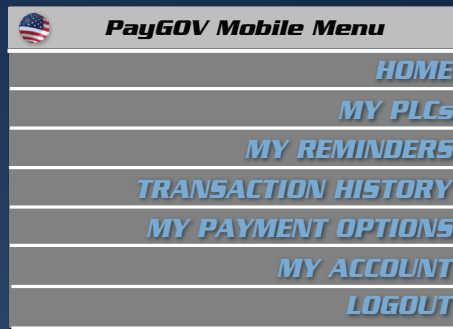 PayGOV Mobile Menu
HOME
MY PLCs
MY REMINDERS
TRANSACTION HISTORY
MY PAYMENT OPTIONS
MY ACCOUNT
LOGOUT